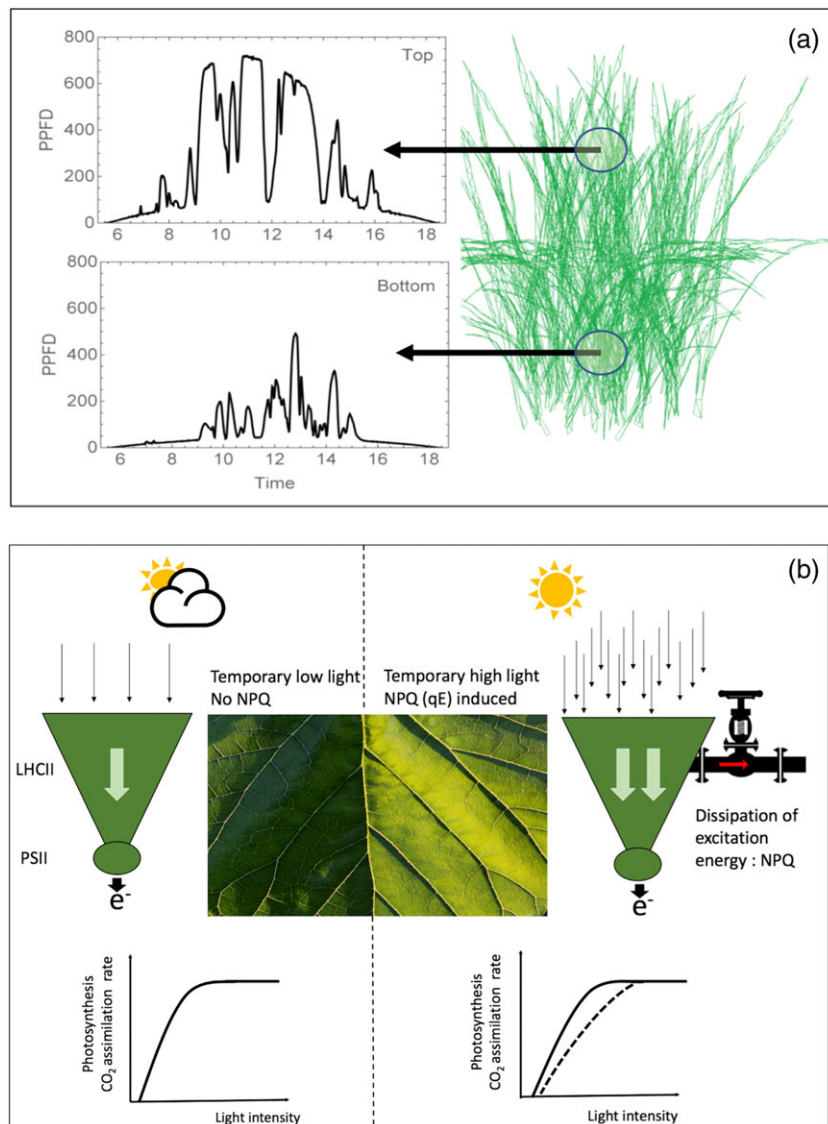 (a)
Top
PPFD
800
600
400
200
0
6 8 10 12 14 16 18
Bottom
PPFD
800
600
400
200
0
6 8 10 12 14 16 18
Time
(b)
Temporary low light
No NPQ
Temporary high light
NPQ (qE) induced
LHCII
PSII
e-
Dissipation of
excitation
energy : NPQ
e-
Photosynthesis
CO₂ assimilation rate
Light intensity
Photosynthesis
CO₂ assimilation rate
Light intensity